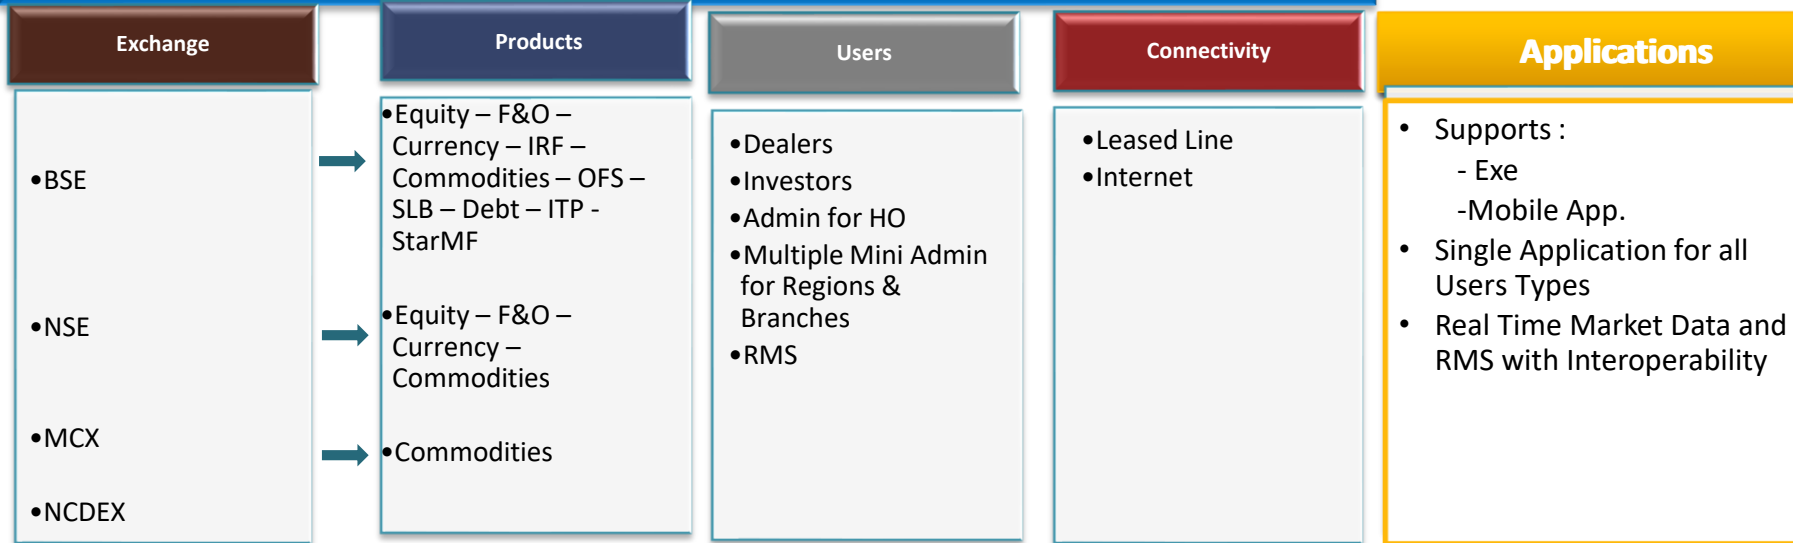 Exchange
•BSE
•NSE
•MCX
•NCDEX
Products
•Equity – F&O –
Currency – IRF –
Commodities – OFS –
SLB – Debt – ITP -
StarMF
•Equity – F&O –
Currency –
Commodities
•Commodities
Users
•Dealers
•Investors
•Admin for HO
•Multiple Mini Admin
for Regions &
Branches
•RMS
Connectivity
•Leased Line
•Internet
Applications
• Supports :
- Exe
-Mobile App.
• Single Application for all
Users Types
• Real Time Market Data and
RMS with Interoperability